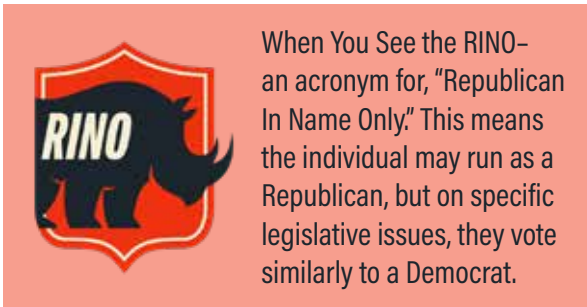 RINO
When You See the RINO–
an acronym for, “Republican
In Name Only.” This means
the individual may run as a
Republican, but on specific
legislative issues, they vote
similarly to a Democrat.